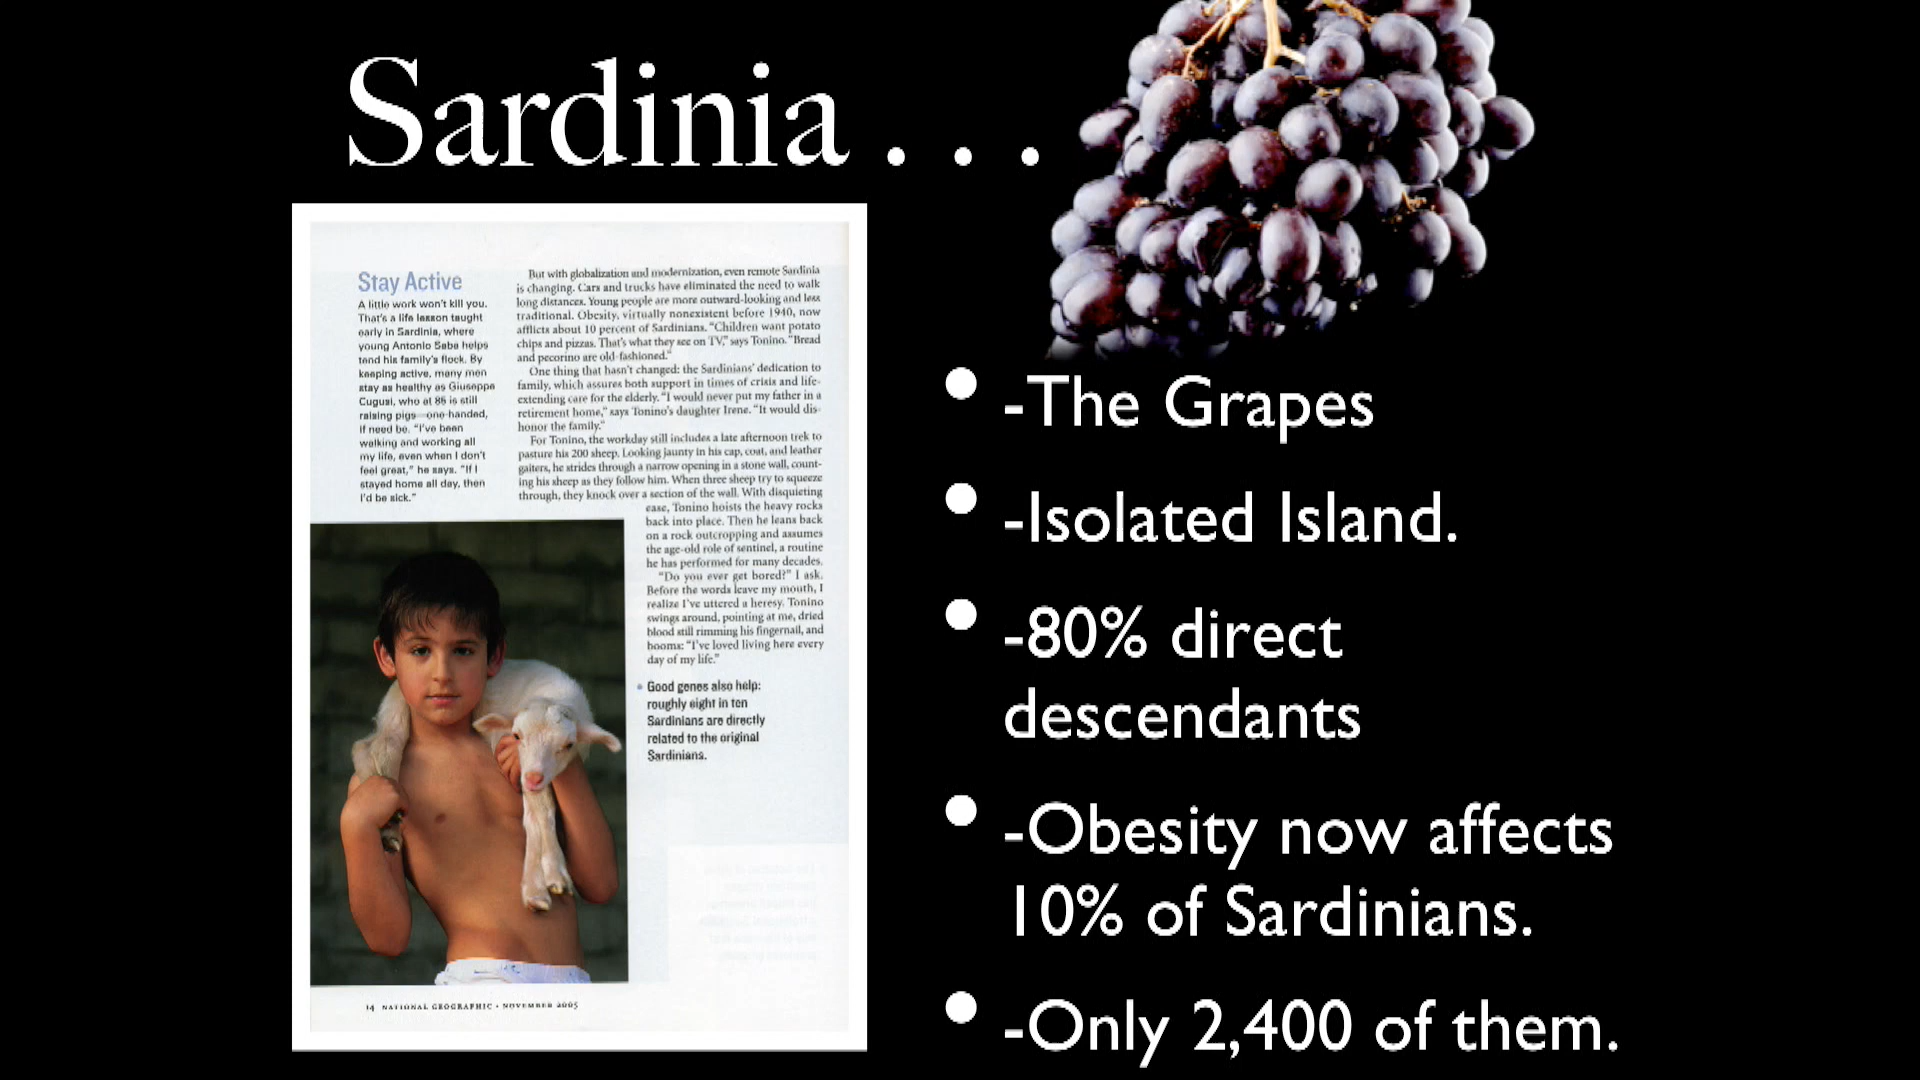 Sardinia . . .
Stay Active
A little work won't kill you.
That's a life lesson taught
early in Sardinia, where
young Antonio Saba helps
tend his family's flock. By
keeping active, many men
stay as healthy as Giuseppe
Cugusi, who at 86 is still
raising pigs—one-handed,
if need be. "I've been
walking and working all
my life, even when I don't
feel great," he says. "If I
stayed home all day, then
I'd be sick."
But with globalization and modernization, even remote Sardinia
is changing. Cars and trucks have eliminated the need to walk
long distances. Young people are more outward-looking and less
traditional. Obesity, virtually nonexistent before 1940, now
afflicts about 10 percent of Sardinians. "Children want potato
chips and pizzas. That's what they see on TV," says Tonino. "Bread
and pecorino are old-fashioned."
One thing that hasn't changed: the Sardinians' dedication to
family, which assures both support in times of crisis and life-
extending care for the elderly. "I would never put my father in a
retirement home," says Tonino's daughter Irene. "It would dis-
honor the family."
For Tonino, the workday still includes a late afternoon trek to
pasture his 200 sheep. Looking jaunty in his cap, coat, and leather
gaiters, he strides through a narrow opening in a stone wall, count-
ing his sheep as they follow him. When three sheep try to squeeze
through, they knock over a section of the wall. With disquieting
ease, Tonino hoists the heavy rocks
back into place. Then he leans back
on a rock outcropping and assumes
the age-old role of sentinel, a routine
he has performed for many decades.
"Do you ever get bored?" I ask.
Before the words leave my mouth, I
realize I've uttered a heresy. Tonino
swings around, pointing at me, dried
blood still rimming his fingernail, and
booms: "I've loved living here every
day of my life."
Good genes also help:
roughly eight in ten
Sardinians are directly
related to the original
Sardinians.
14 NATIONAL GEOGRAPHIC • NOVEMBER 2005
• -The Grapes
• -Isolated Island.
• -80% direct
descendants
• -Obesity now affects
10% of Sardinians.
• -Only 2,400 of them.